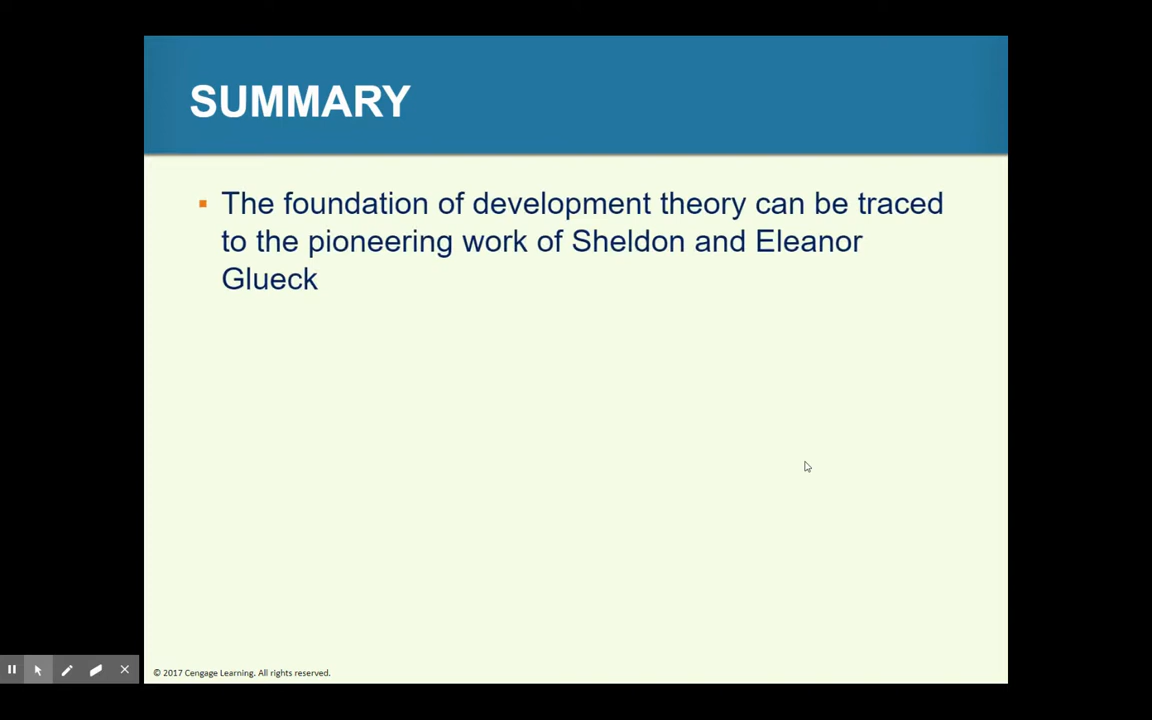 SUMMARY
The foundation of development theory can be traced
to the pioneering work of Sheldon and Eleanor
Glueck
© 2017 Cengage Learning. All rights reserved.